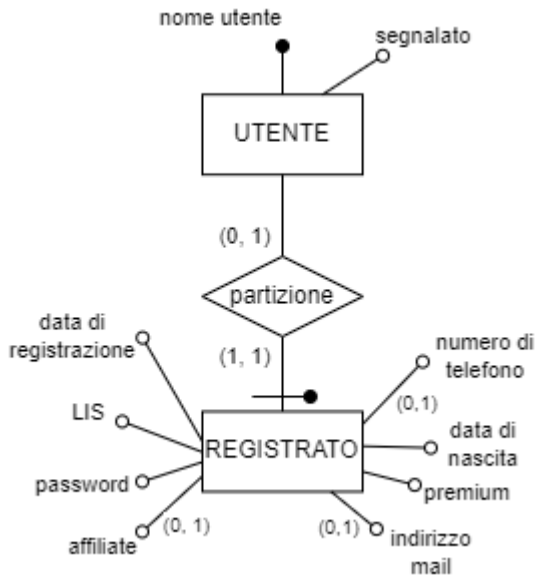 nome utente
segnalato
UTENTE
(0, 1)
partizione
data di
registrazione
(1, 1)
numero di
telefono
(0,1)
LIS
REGISTRATO
data di
nascita
password
premium
affiliate
(0, 1)
(0,1)
indirizzo
mail